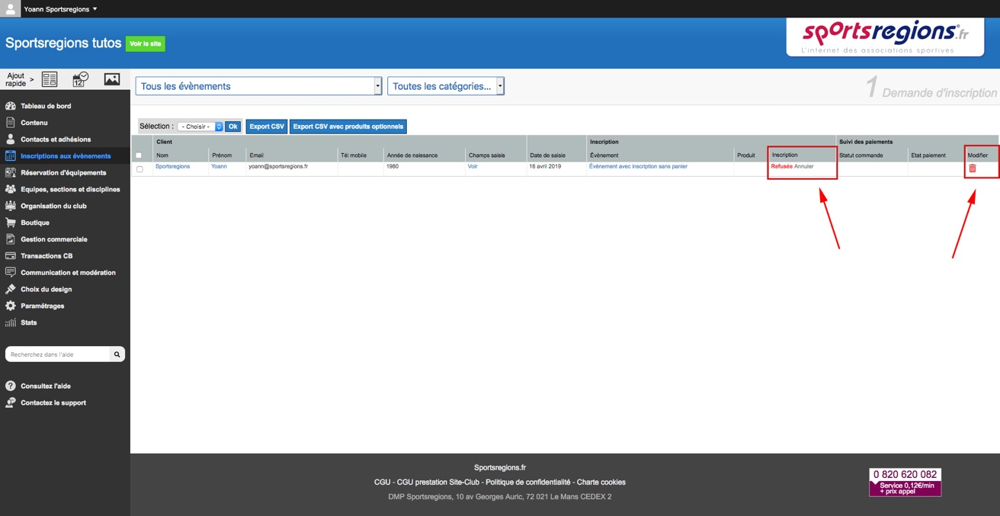 Yoann Sportsregions
Sportsregions tutos
Voir le site
sportsregions.fr
L'internet des associations sportives
Ajout rapide >
12
Tous les évènements
Toutes les catégories...
1 Demande d'inscription
Tableau de bord
Contenu
Contacts et adhésions
Inscriptions aux évènements
Réservation d'équipements
Equipes, sections et disciplines
Organisation du club
Boutique
Gestion commerciale
Transactions CB
Communication et modération
Choix du design
Paramétrages
Stats
Recherchez dans l'aide
Consultez l'aide
Contactez le support
Sélection : - Choisir - Ok Export CSV Export CSV avec produits optionnels
Client Inscription Suivi des paiements
Nom Prénom Email Tél mobile Année de naissance Champs saisis Date de saisie Évènement Produit Inscription Statut commande Etat paiement Modifier
Sportsregions Yoann yoann@sportsregions.fr 1980 Voir 16 avril 2019 Événement avec inscription sans panier Refusée Annuler
Sportsregions.fr
CGU - CGU prestation Site-Club - Politique de confidentialité - Charte cookies
DMP Sportsregions, 10 av Georges Auric, 72 021 Le Mans CEDEX 2
0 820 620 082
Service 0,12€/min
+ prix appel